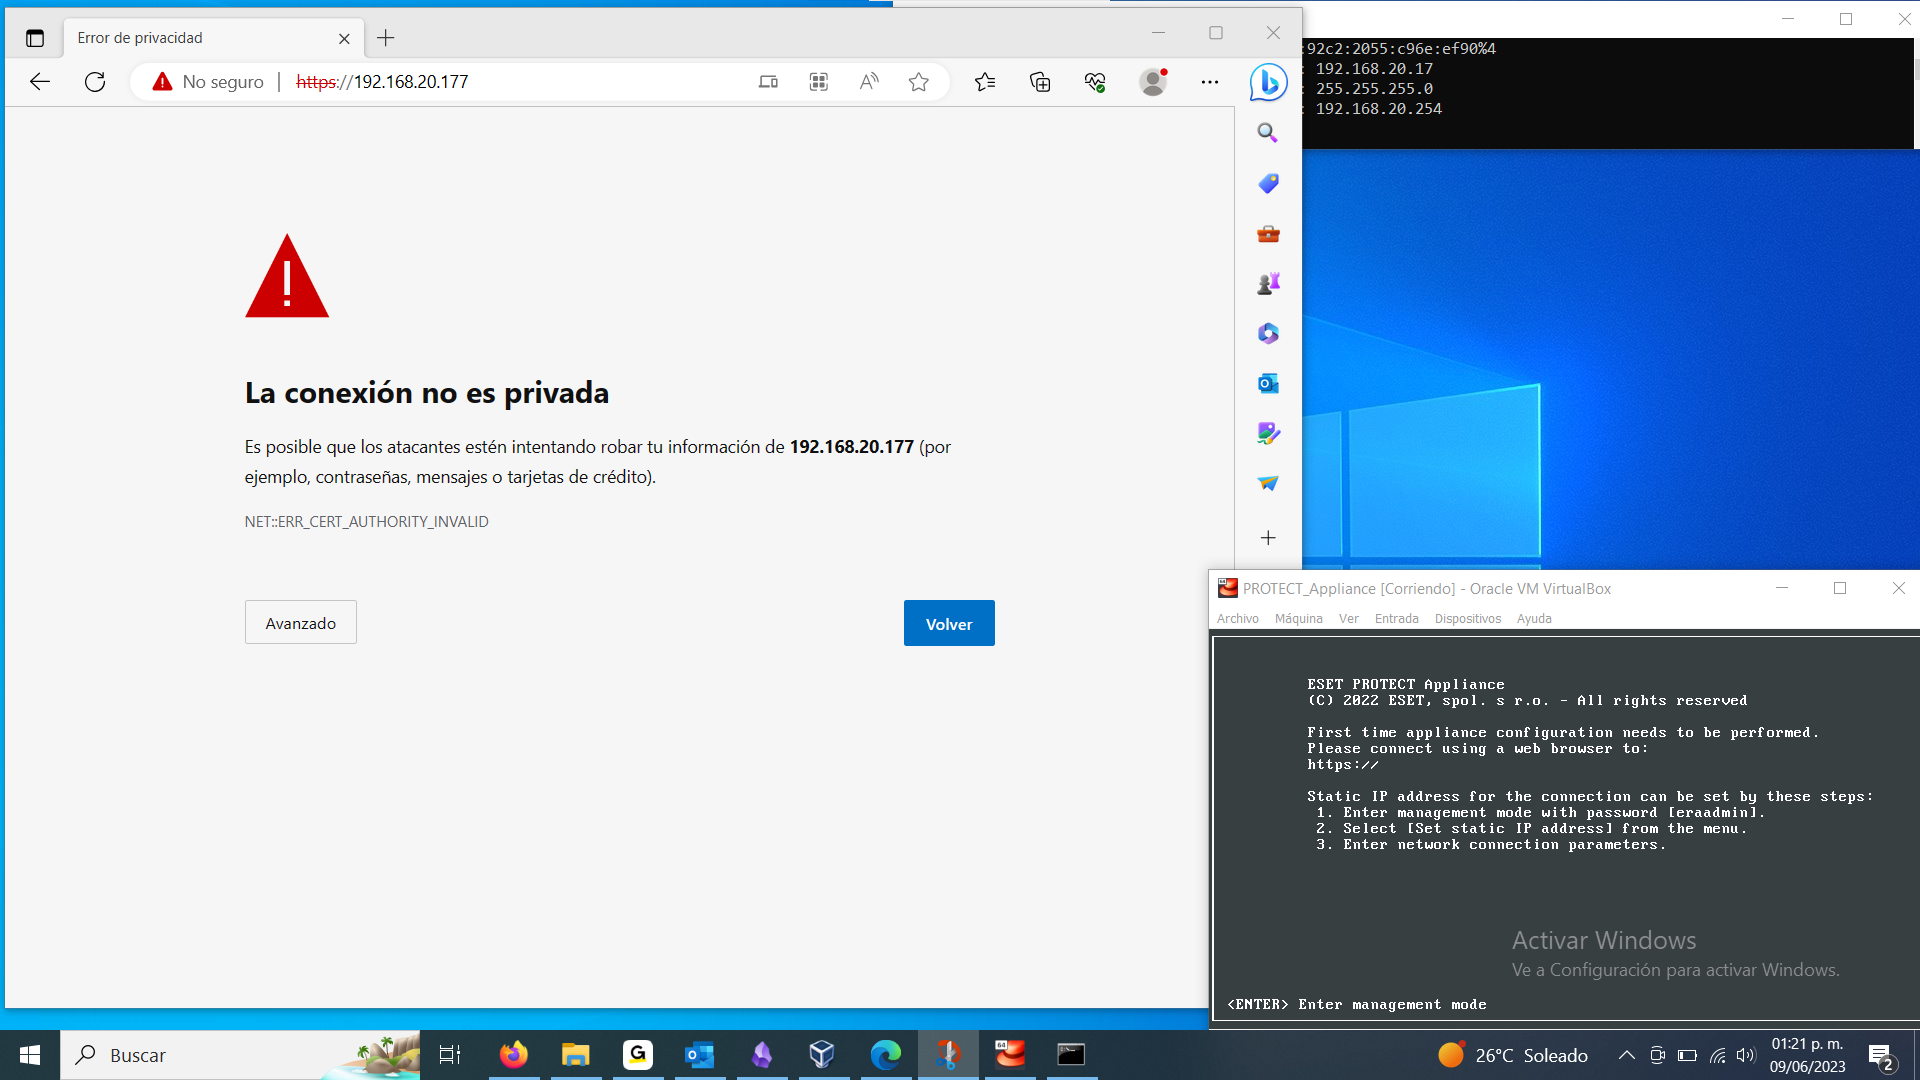 Error de privacidad
No seguro | https://192.168.20.177
:92c2:2055:c96e:ef90%4
: 192.168.20.17
: 255.255.255.0
: 192.168.20.254
La conexión no es privada
Es posible que los atacantes estén intentando robar tu información de 192.168.20.177 (por
ejemplo, contraseñas, mensajes o tarjetas de crédito).
NET::ERR_CERT_AUTHORITY_INVALID
Avanzado
Volver
PROTECT_Appliance [Corriendo] - Oracle VM VirtualBox
Archivo Máquina Ver Entrada Dispositivos Ayuda
ESET PROTECT Appliance
(C) 2022 ESET, spol. s r.o. - All rights reserved
First time appliance configuration needs to be performed.
Please connect using a web browser to:
https://
Static IP address for the connection can be set by these steps:
1. Enter management mode with password [eraadmin].
2. Select [Set static IP address] from the menu.
3. Enter network connection parameters.
Activar Windows
Ve a Configuración para activar Windows.
<ENTER> Enter management mode
Buscar
26°C Soleado
01:21 p. m.
09/06/2023
2